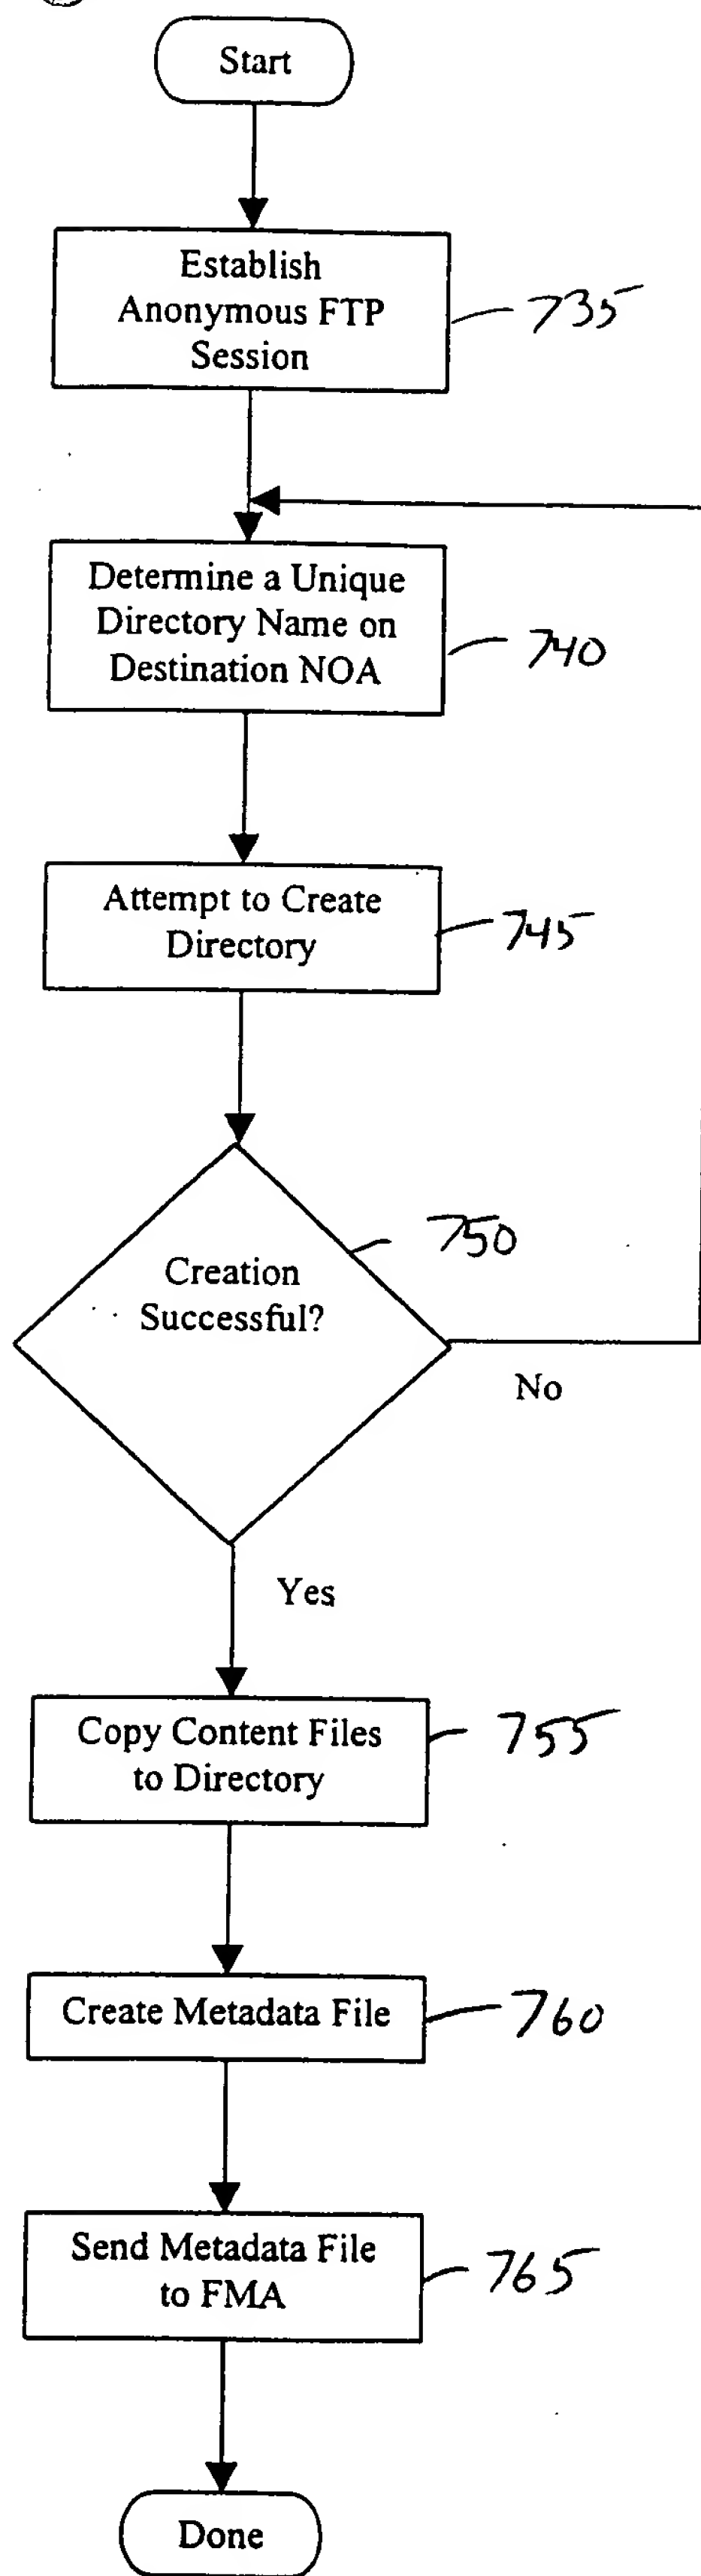 Start
Establish
Anonymous FTP
Session
735
Determine a Unique
Directory Name on
Destination NOA
740
Attempt to Create
Directory
745
750
Creation
Successful?
No
Yes
Copy Content Files
to Directory
755
Create Metadata File
760
Send Metadata File
to FMA
765
Done